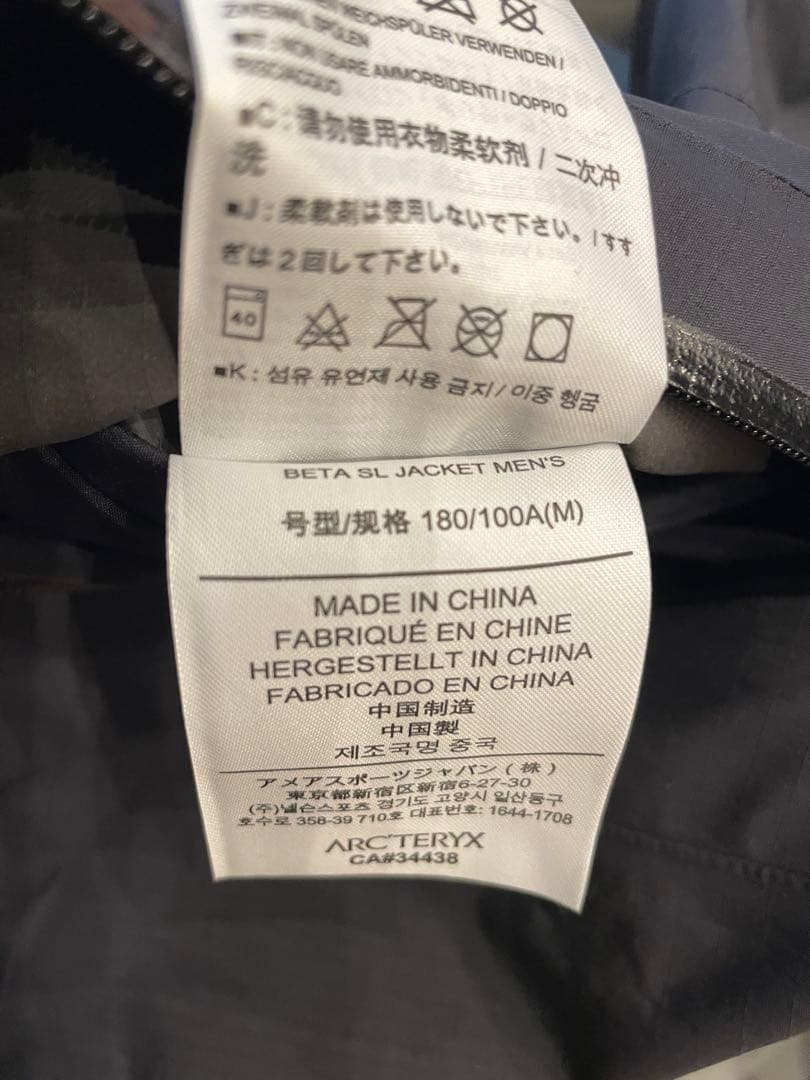 WEICHSPÜLER VERWENDEN /
ZWEIMAL SPÜLEN
■IT : NON USARE AMMORBIDENTI / DOPPIO
RISCIACQUO
■C : 请勿使用衣物柔软剂 / 二次冲
洗
■J : 柔軟剤は使用しないで下さい。/ すす
ぎは2回して下さい。
40
■K : 섬유 유연제 사용 금지 / 이중 헹굼
BETA SL JACKET MEN'S
号型/规格 180/100A(M)
MADE IN CHINA
FABRIQUÉ EN CHINE
HERGESTELLT IN CHINA
FABRICADO EN CHINA
中国制造
中国製
제조국명 중국
アメアスポーツジャパン ( 株 )
東京都新宿区新宿6-27-30
(주)넬슨스포츠 경기도 고양시 일산동구
호수로 358-39 710호 대표번호: 1644-1708
ARC'TERYX
CA#34438